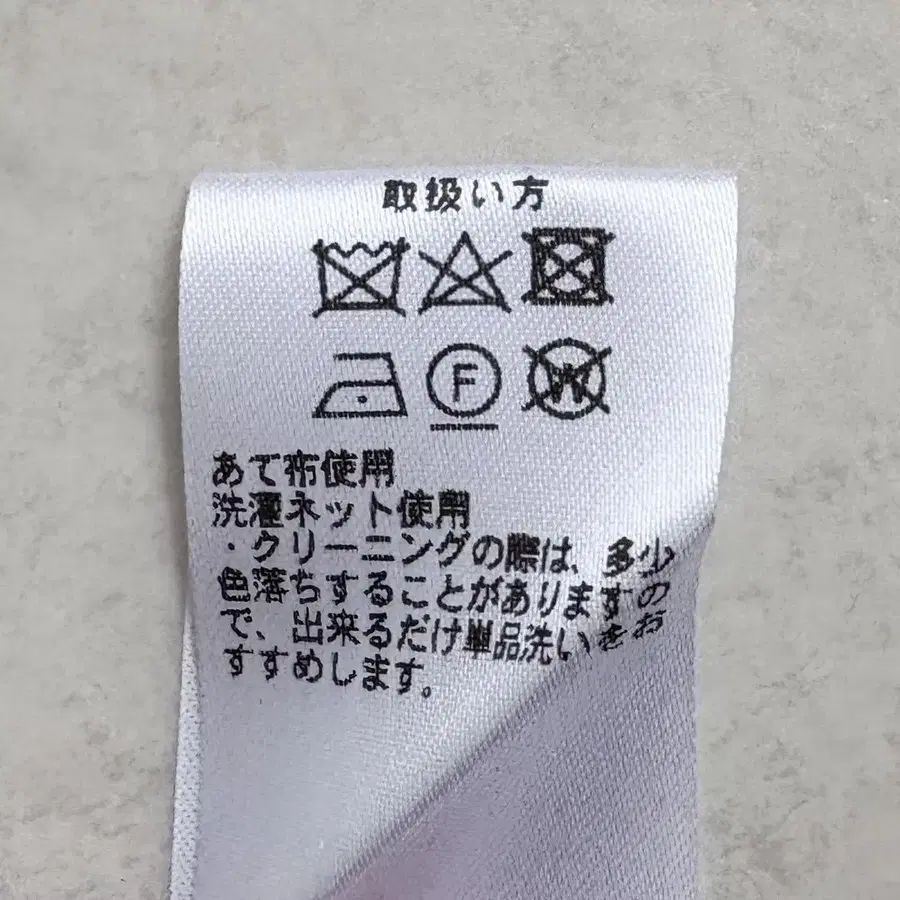 取扱い方
F W
あて布使用
洗濯ネット使用
・クリーニングの際は、多少
色落ちすることがありますの
で、出来るだけ単品洗いをお
すすめします。